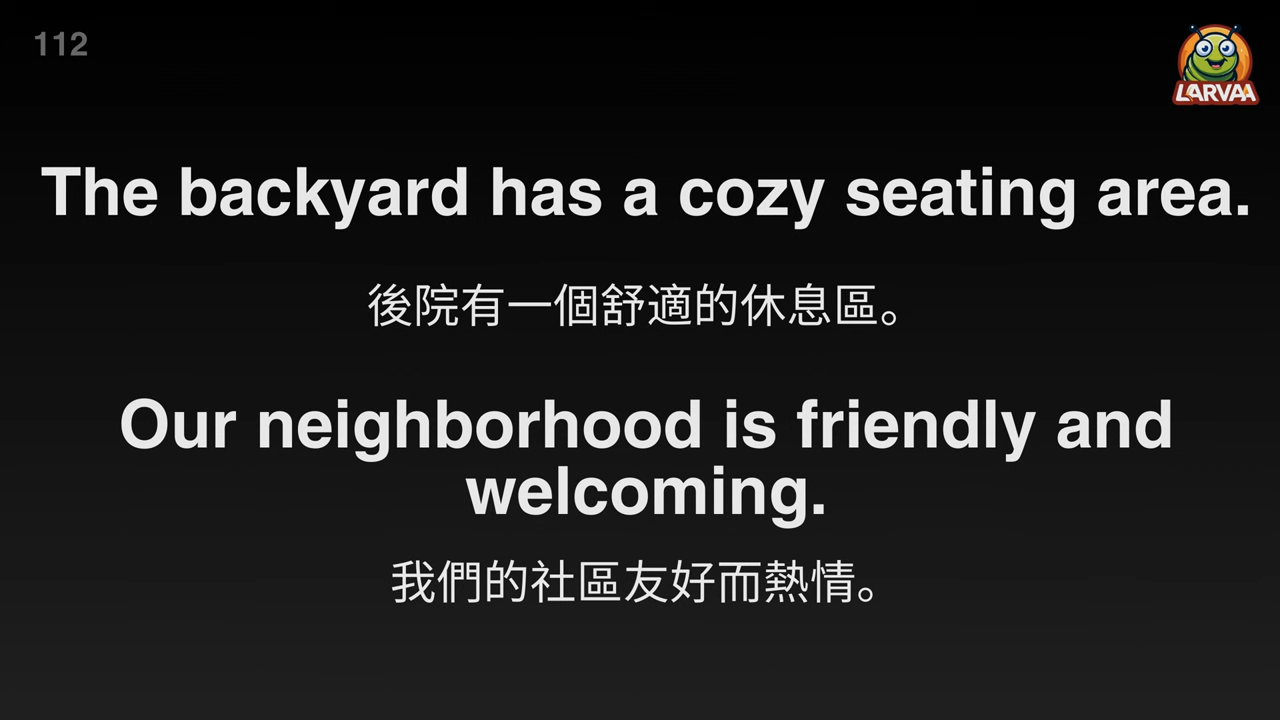 112
LARVAA
The backyard has a cozy seating area.
後院有一個舒適的休息區。
Our neighborhood is friendly and
welcoming.
我們的社區友好而熱情。